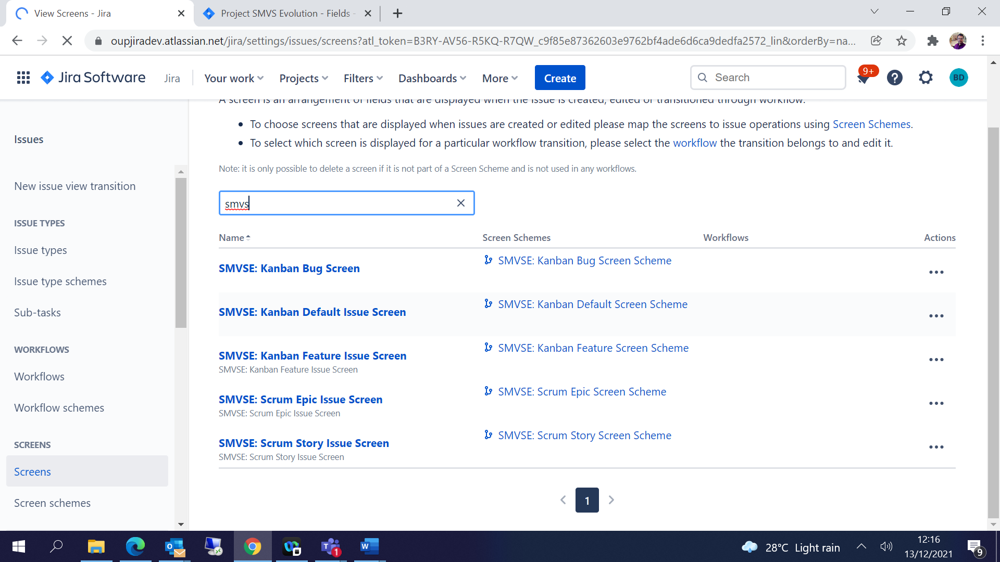 View Screens - Jira
Project SMVS Evolution - Fields -
oupjiradev.atlassian.net/jira/settings/issues/screens?atl_token=B3RY-AV56-R5KQ-R7QW_c9f85e87362603e9762bf4ade6d6ca9dedfa2572_lin&orderBy=na...
Jira Software
Jira
Your work
Projects
Filters
Dashboards
More
Create
Search
9+
BD
A screen is an arrangement of fields that are displayed when the issue is created, edited or transitioned through workflow.
• To choose screens that are displayed when issues are created or edited please map the screens to issue operations using Screen Schemes.
• To select which screen is displayed for a particular workflow transition, please select the workflow the transition belongs to and edit it.
Note: it is only possible to delete a screen if it is not part of a Screen Scheme and is not used in any workflows.
smvs
Issues
New issue view transition
ISSUE TYPES
Issue types
Issue type schemes
Sub-tasks
WORKFLOWS
Workflows
Workflow schemes
SCREENS
Screens
Screen schemes
Name Screen Schemes Workflows Actions
SMVSE: Kanban Bug Screen
SMVSE: Kanban Bug Screen Scheme
SMVSE: Kanban Default Issue Screen
SMVSE: Kanban Default Screen Scheme
SMVSE: Kanban Feature Issue Screen
SMVSE: Kanban Feature Issue Screen
SMVSE: Kanban Feature Screen Scheme
SMVSE: Scrum Epic Issue Screen
SMVSE: Scrum Epic Issue Screen
SMVSE: Scrum Epic Screen Scheme
SMVSE: Scrum Story Issue Screen
SMVSE: Scrum Story Issue Screen
SMVSE: Scrum Story Screen Scheme
1
28°C Light rain
12:16
13/12/2021
9
1